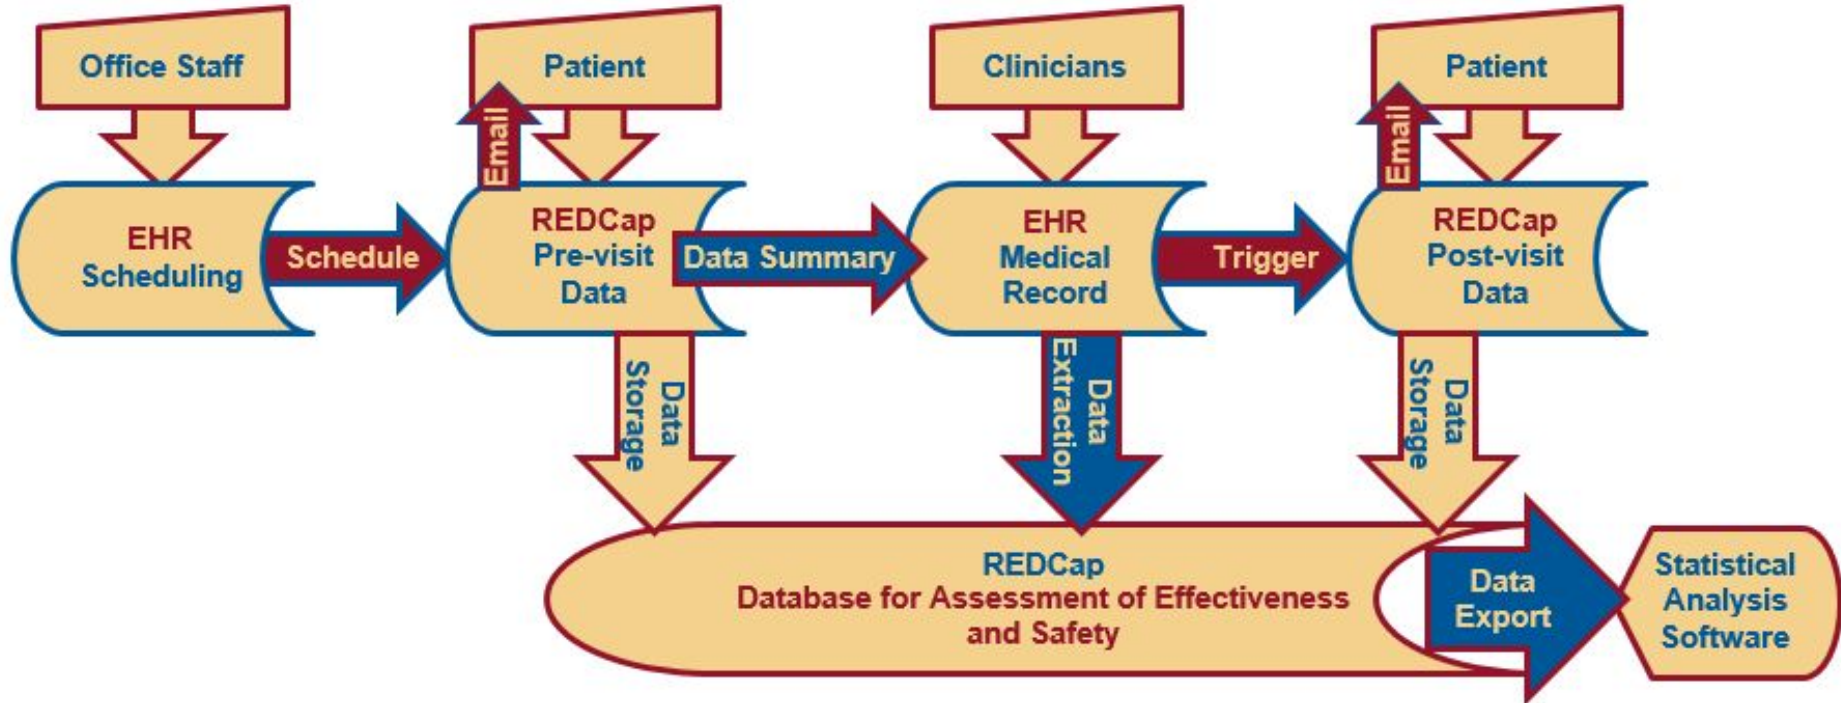 Office Staff
Patient
Clinicians
Patient
Email
Email
EHR
Scheduling
Schedule
REDCap
Pre-visit
Data
Data Summary
EHR
Medical
Record
Trigger
REDCap
Post-visit
Data
Data
Storage
Data
Extraction
Data
Storage
REDCap
Database for Assessment of Effectiveness
and Safety
Data
Export
Statistical
Analysis
Software